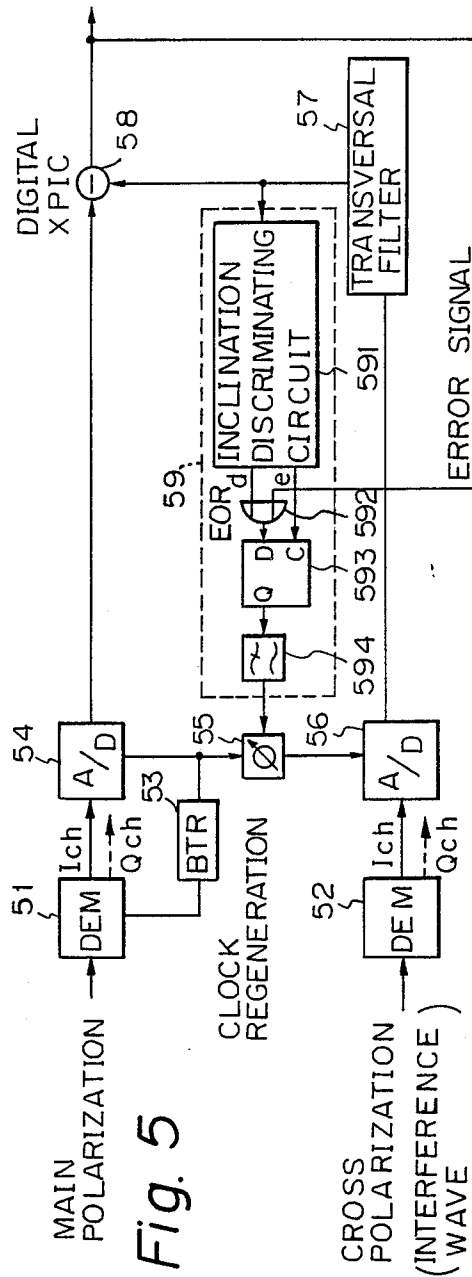 Fig. 5
MAIN
POLARIZATION
51
DEM
Ich
Qch
54
A/D
53
BTR
CLOCK
REGENERATION
55
Ø
DIGITAL
XPIC
58
−
59
EOR
d
e
INCLINATION
DISCRIMINATING
CIRCUIT
591
592
D
C
Q
593
594
57
TRANSVERSAL
FILTER
ERROR SIGNAL
CROSS
POLARIZATION
(INTERFERENCE
WAVE )
52
DEM
Ich
Qch
56
A/D